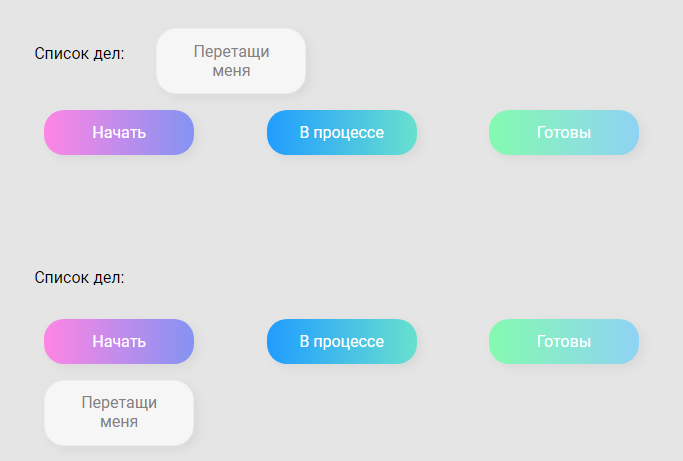 Список дел:
Перетащи
меня
Начать
В процессе
Готовы
Список дел:
Начать
В процессе
Готовы
Перетащи
меня